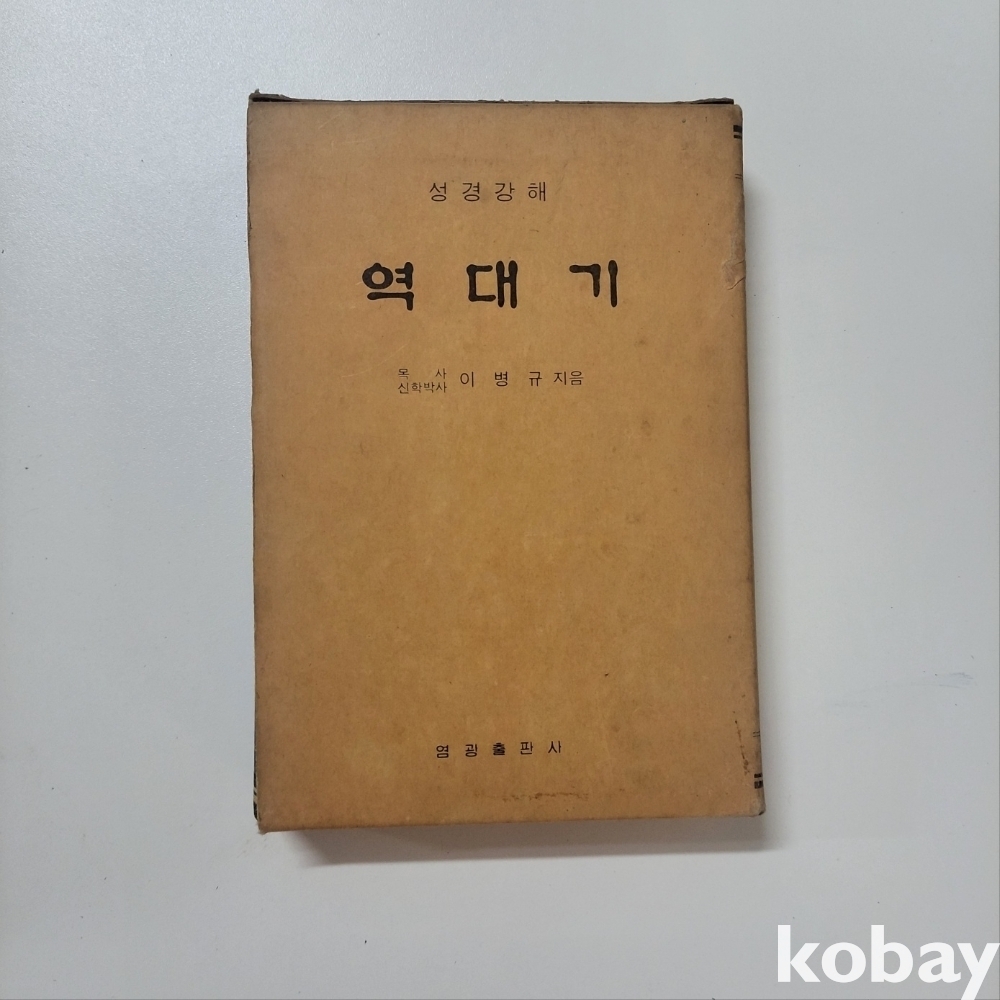 성경강해
역대기
목사
신학박사 이병규 지음
염광출판사
kobay